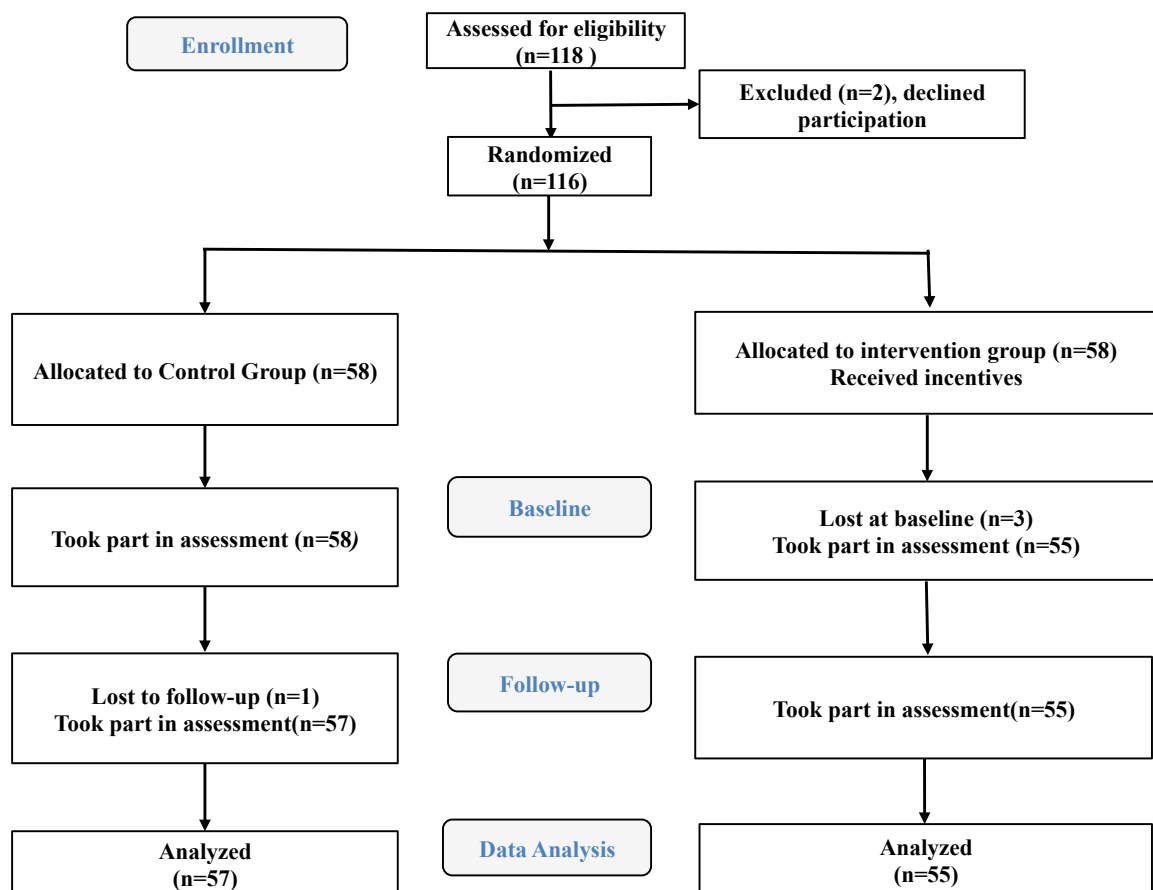 Enrollment
Assessed for eligibility
(n=118 )
Excluded (n=2), declined
participation
Randomized
(n=116)
Allocated to Control Group (n=58)
Allocated to intervention group (n=58)
Received incentives
Baseline
Took part in assessment (n=58)
Lost at baseline (n=3)
Took part in assessment (n=55)
Follow-up
Lost to follow-up (n=1)
Took part in assessment(n=57)
Took part in assessment(n=55)
Data Analysis
Analyzed
(n=57)
Analyzed
(n=55)